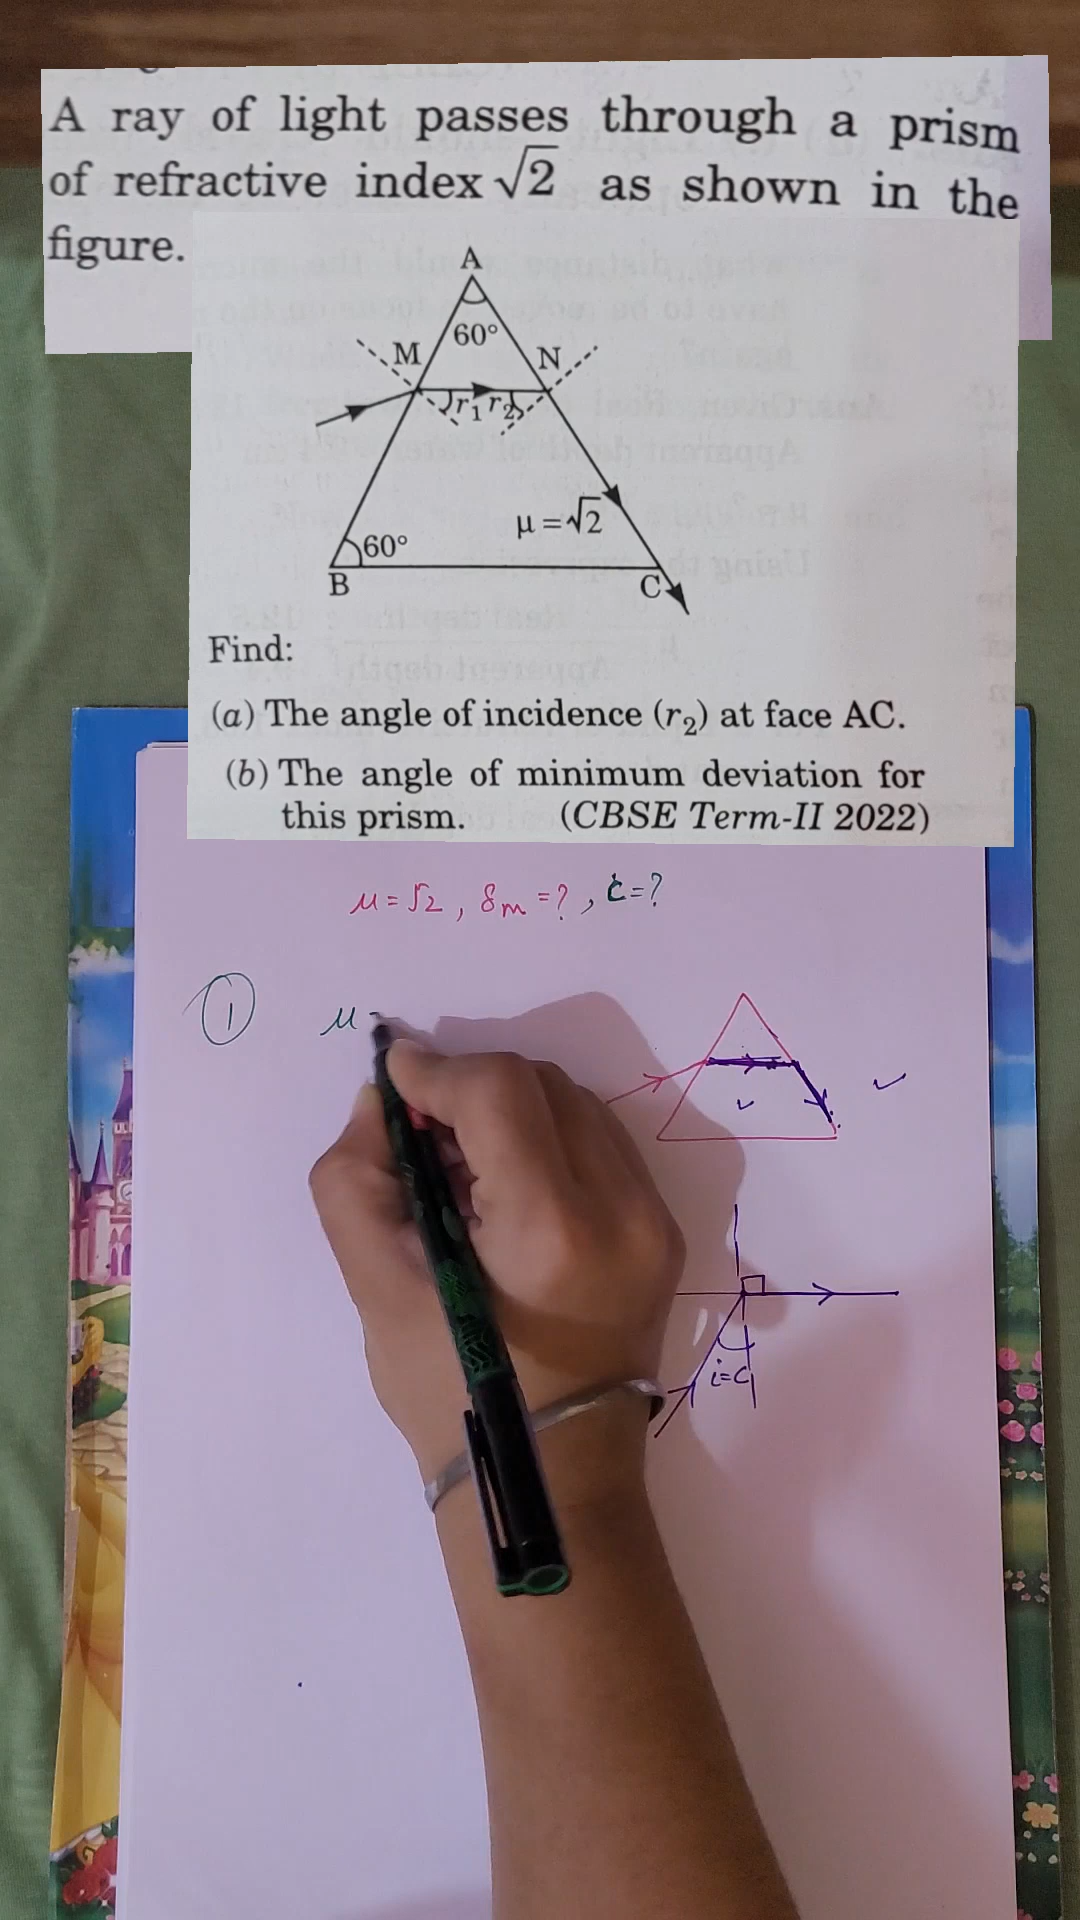 A ray of light passes through a prism
of refractive index √2 as shown in the
figure.
A
60°
M
N
r₁ r₂
μ = √2
60°
B
C
Find:
(a) The angle of incidence (r₂) at face AC.
(b) The angle of minimum deviation for
this prism. (CBSE Term-II 2022)
μ = √2, δm = ?, c = ?
1
μ =
i=c